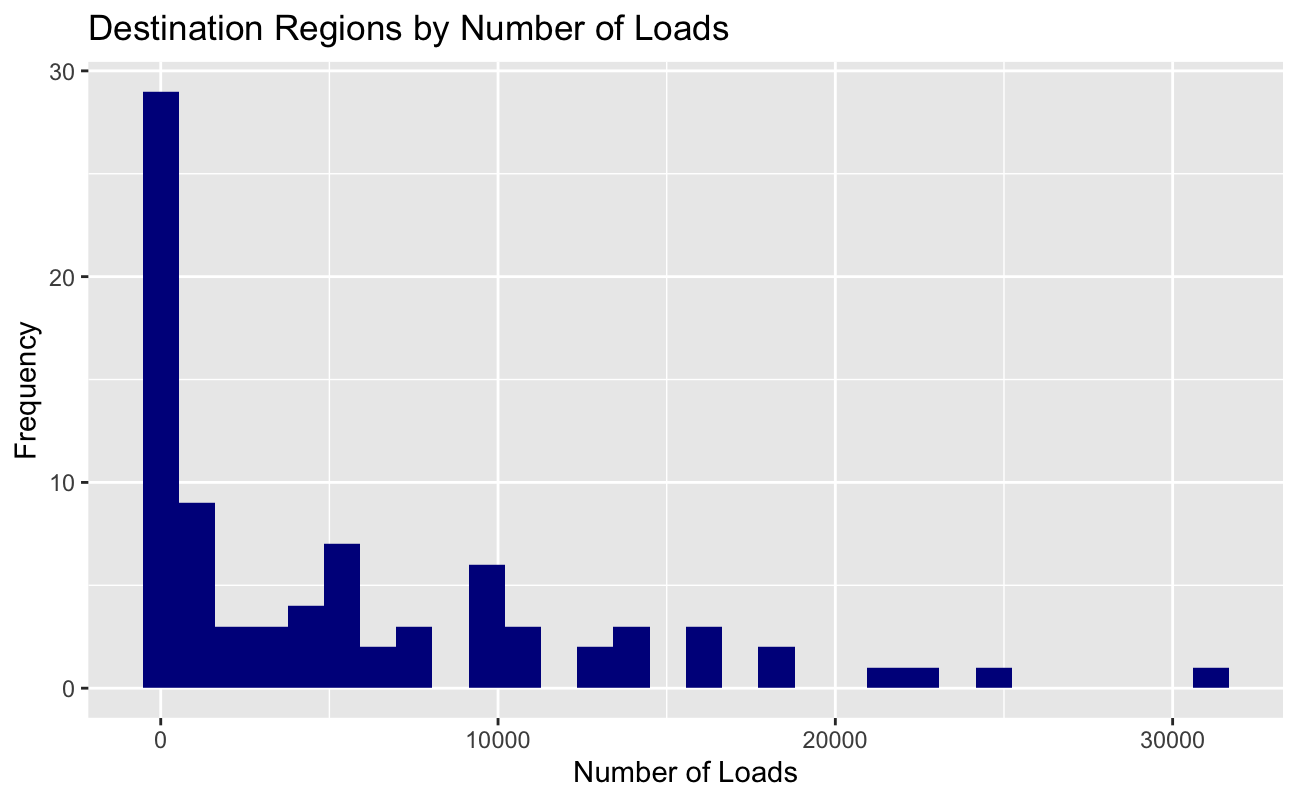 Destination Regions by Number of Loads
30
20
10
0
Frequency
0 10000 20000 30000
Number of Loads